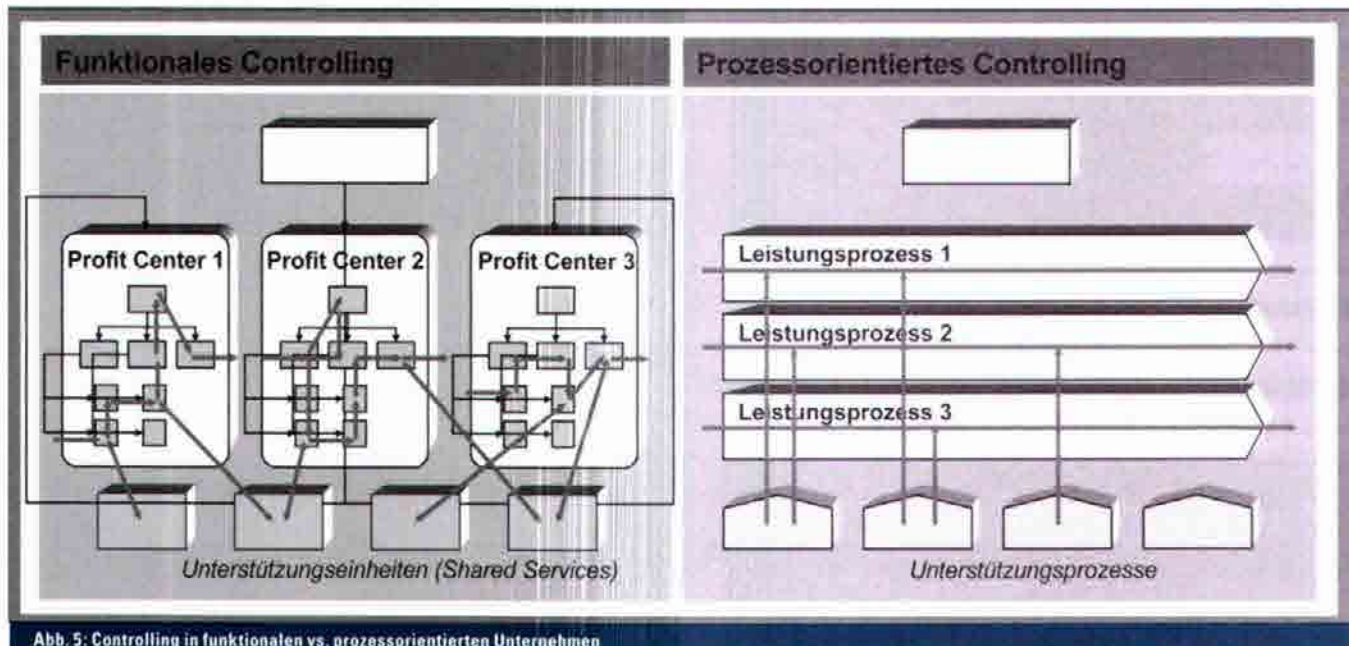 Funktionales Controlling
Prozessorientiertes Controlling
Profit Center 1
Profit Center 2
Profit Center 3
Unterstützungseinheiten (Shared Services)
Leistungsprozess 1
Leistungsprozess 2
Leistungsprozess 3
Unterstützungsprozesse
Abb. 5: Controlling in funktionalen vs. prozessorientierten Unternehmen